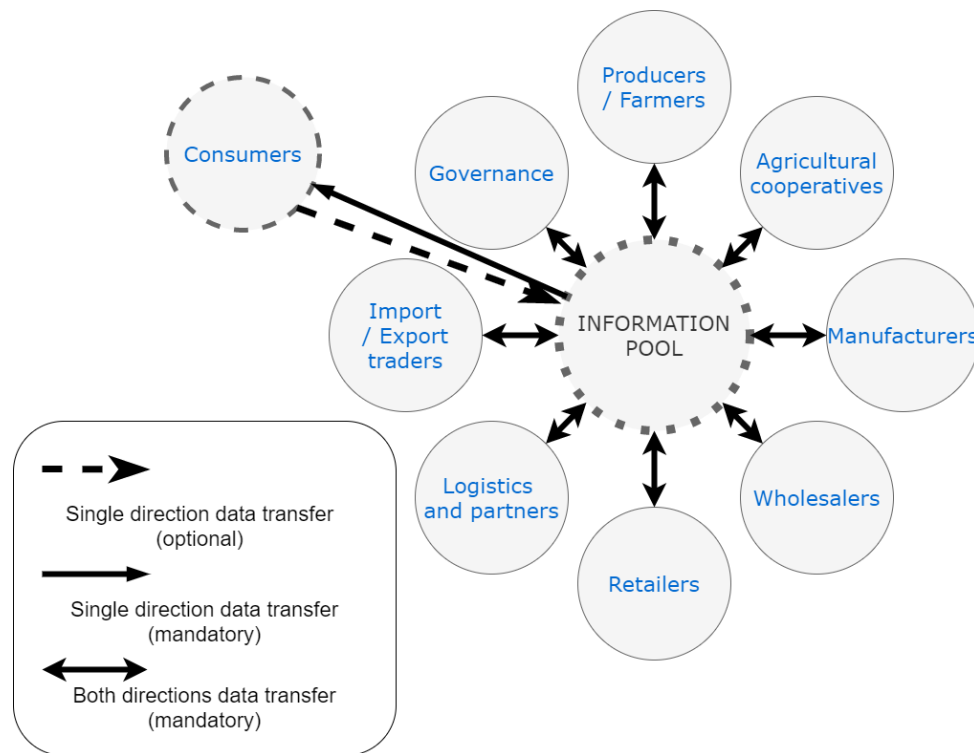 Producers
/ Farmers
Consumers
Governance
Agricultural
cooperatives
Import
/ Export
traders
INFORMATION
POOL
Manufacturers
Logistics
and partners
Wholesalers
Retailers
Single direction data transfer
(optional)
Single direction data transfer
(mandatory)
Both directions data transfer
(mandatory)